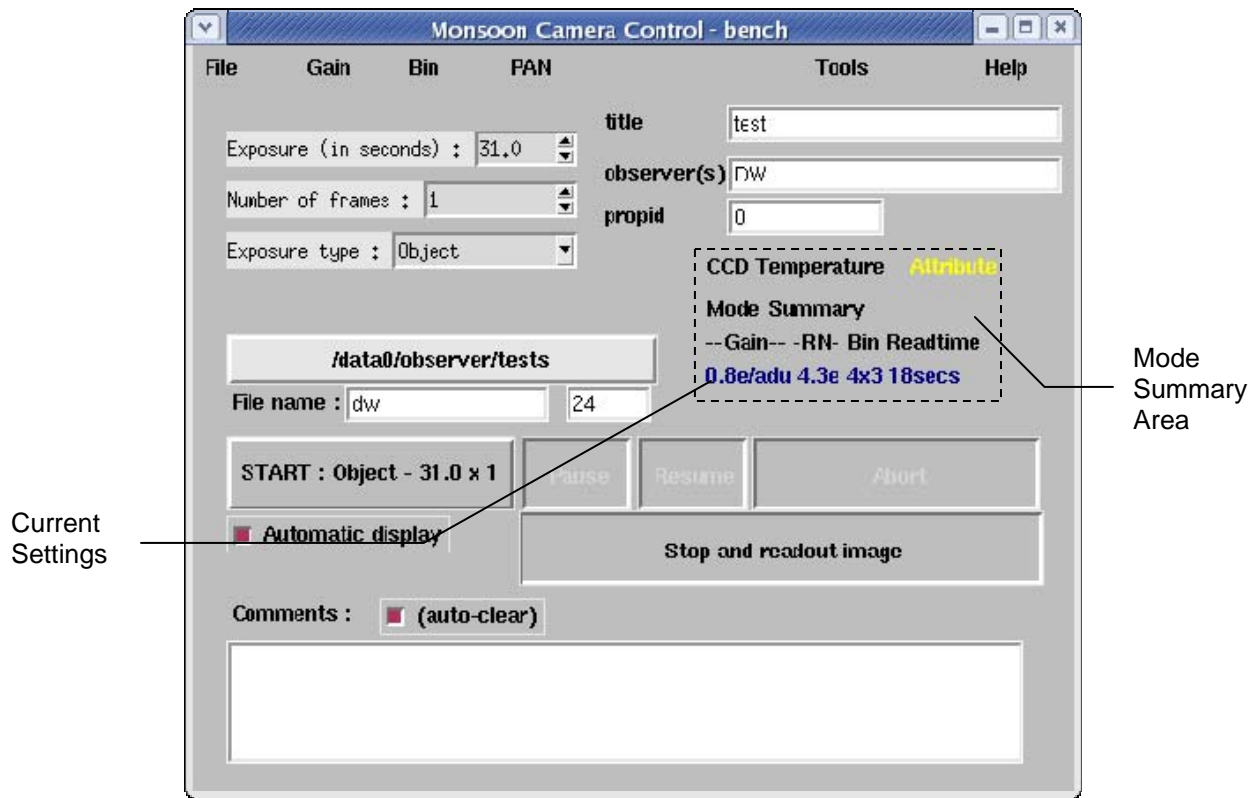 Monsoon Camera Control - bench
File Gain Bin PAN Tools Help
title test
Exposure (in seconds) : 31.0
observer(s) DW
Number of frames : 1
propid 0
Exposure type : Object
CCD Temperature Attribute
Mode Summary
--Gain-- -RN- Bin Readtime
0.8e/adu 4.3e 4x3 18secs
/data0/observer/tests
File name : dw 24
START : Object - 31.0 x 1 Pause Resume Abort
Automatic display
Stop and readout image
Comments : (auto-clear)
Mode
Summary
Area
Current
Settings